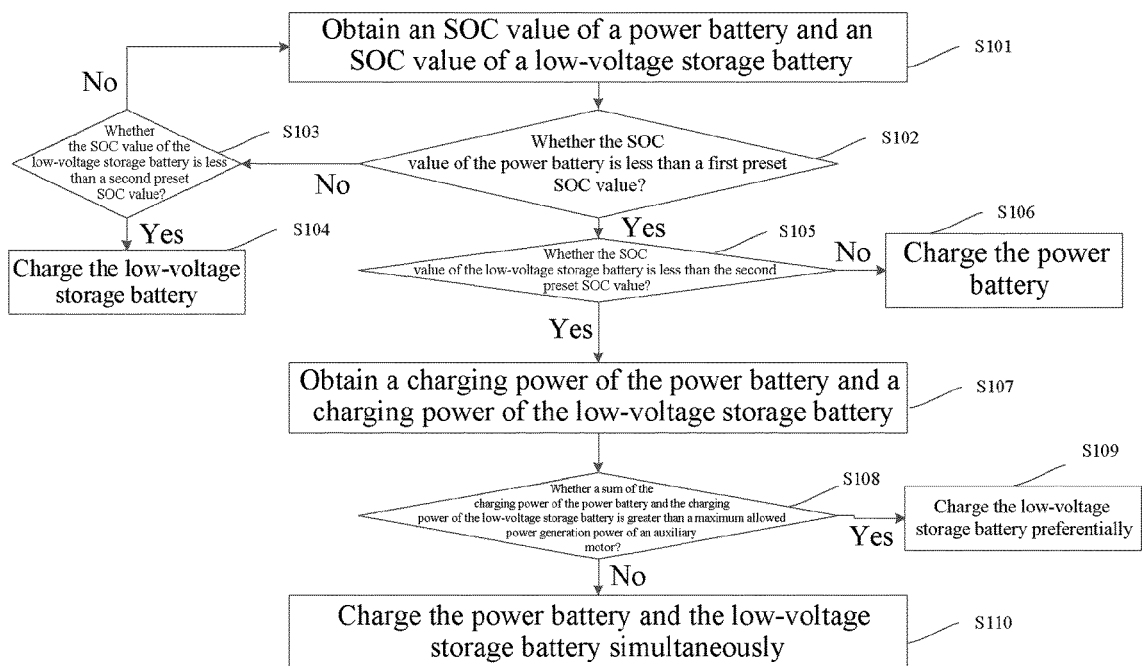 Obtain an SOC value of a power battery and an
SOC value of a low-voltage storage battery
S101
No
Whether
the SOC value of the
low-voltage storage battery is less
than a second preset
SOC value?
S103
Whether the SOC
value of the power battery is less than a first preset
SOC value?
S102
No
Yes
S104
Charge the low-voltage
storage battery
Yes
S105
Whether the SOC
value of the low-voltage storage battery is less than the second
preset SOC value?
No
S106
Charge the power
battery
Yes
Obtain a charging power of the power battery and a
charging power of the low-voltage storage battery
S107
Whether a sum of the
charging power of the power battery and the charging
power of the low-voltage storage battery is greater than a maximum allowed
power generation power of an auxiliary
motor?
S108
S109
Charge the low-voltage
storage battery preferentially
Yes
No
Charge the power battery and the low-voltage
storage battery simultaneously
S110